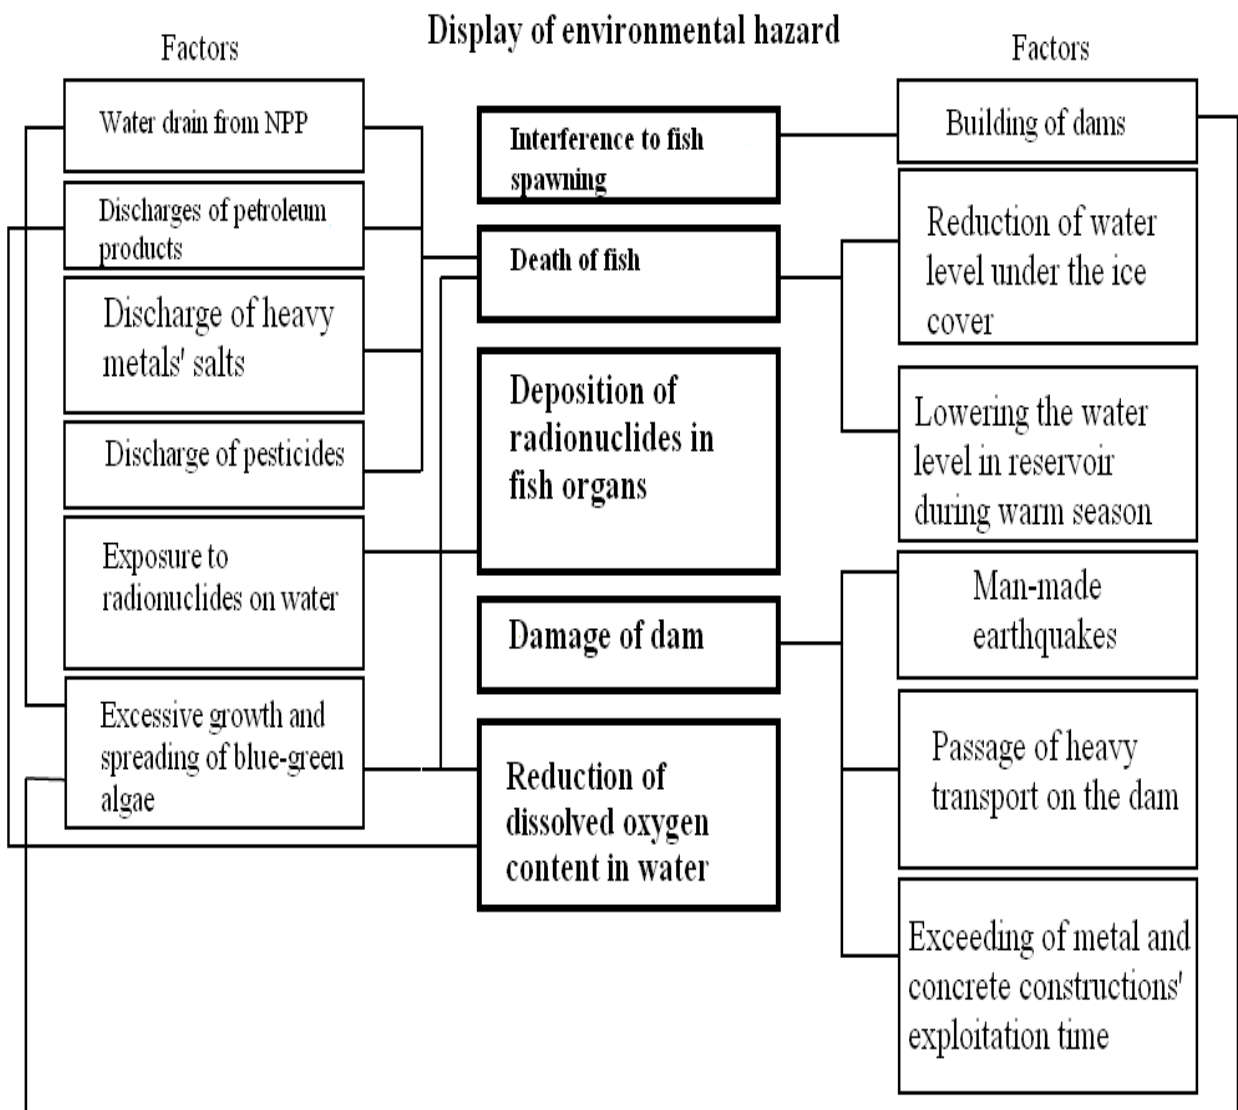 Display of environmental hazard
Factors
Water drain from NPP
Discharges of petroleum
products
Discharge of heavy
metals' salts
Discharge of pesticides
Exposure to
radionuclides on water
Excessive growth and
spreading of blue-green
algae
Interference to fish
spawning
Death of fish
Deposition of
radionuclides in
fish organs
Damage of dam
Reduction of
dissolved oxygen
content in water
Factors
Building of dams
Reduction of water
level under the ice
cover
Lowering the water
level in reservoir
during warm season
Man-made
earthquakes
Passage of heavy
transport on the dam
Exceeding of metal and
concrete constructions'
exploitation time